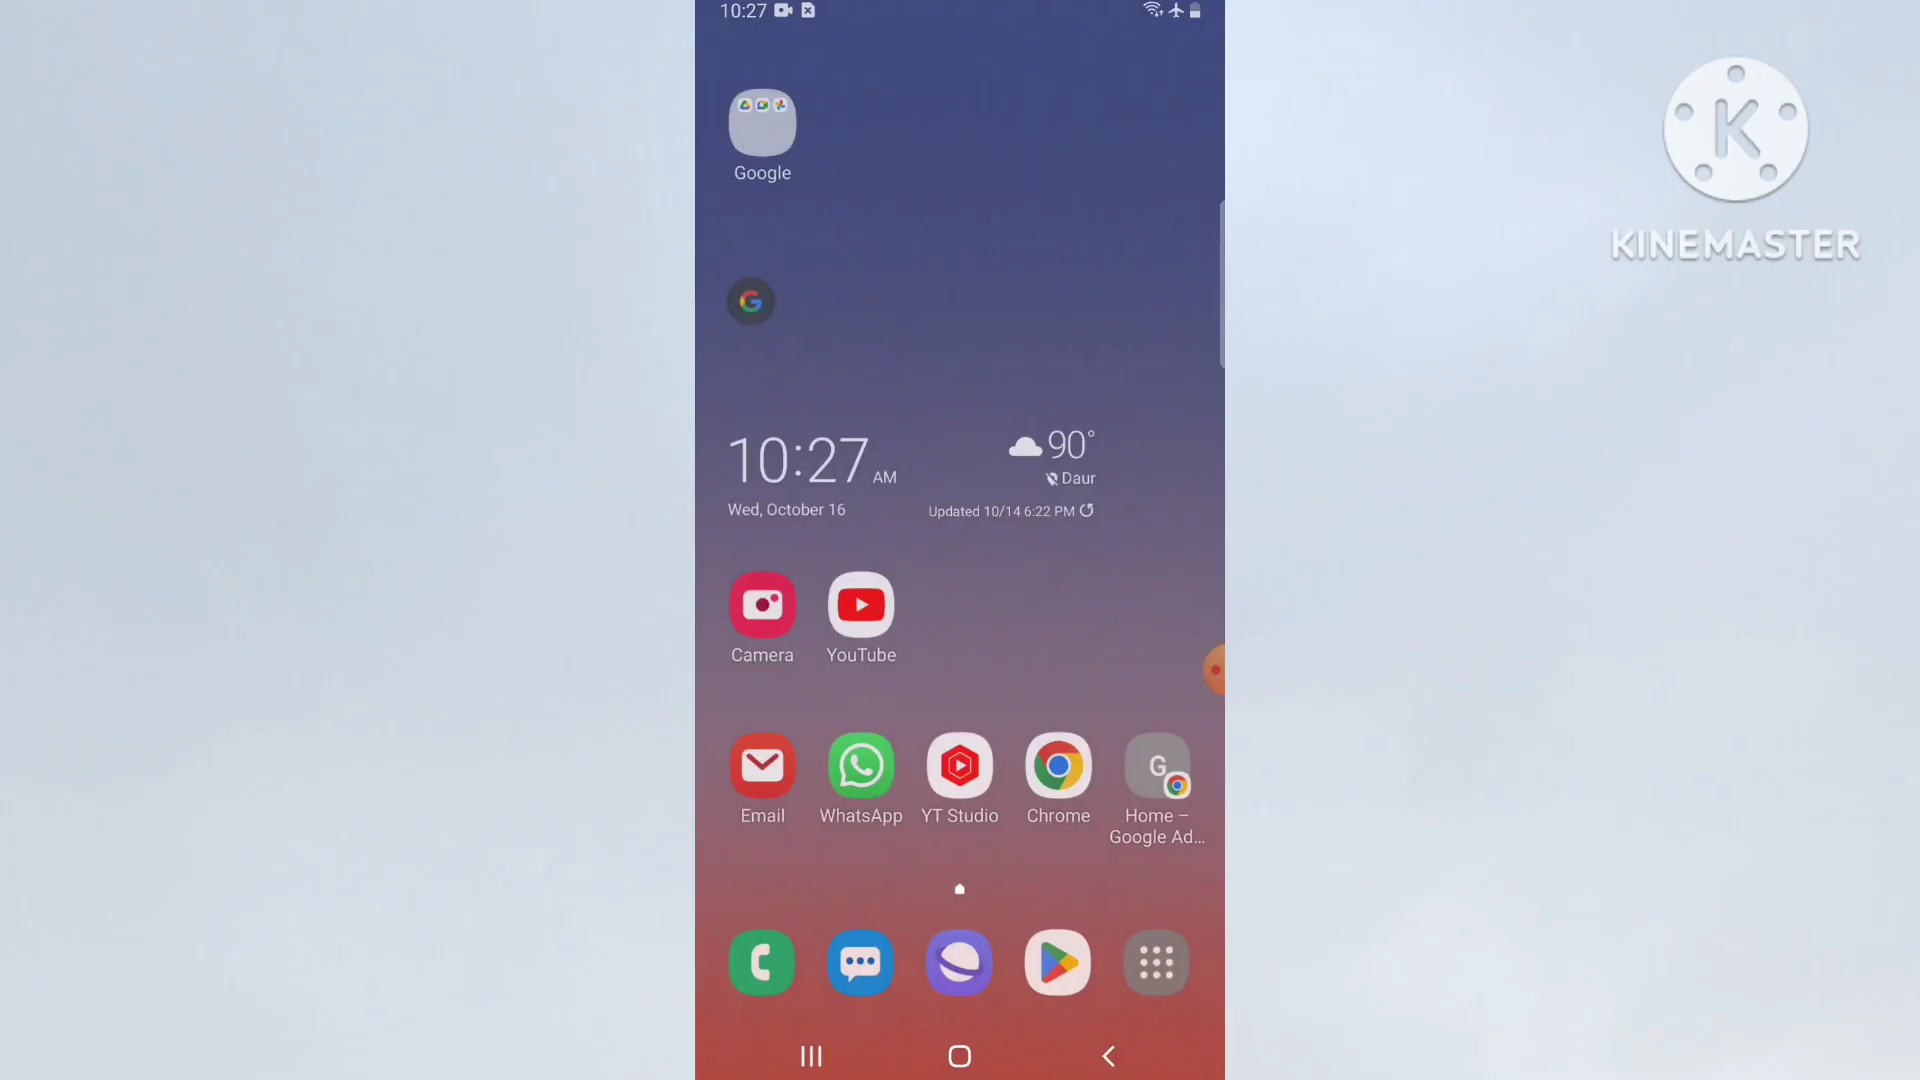 10:27
Google
K
KINEMASTER
10:27 AM
90°
Daur
Wed, October 16
Updated 10/14 6:22 PM
Camera
YouTube
Email
WhatsApp
YT Studio
Chrome
G
Home –
Google Ad...